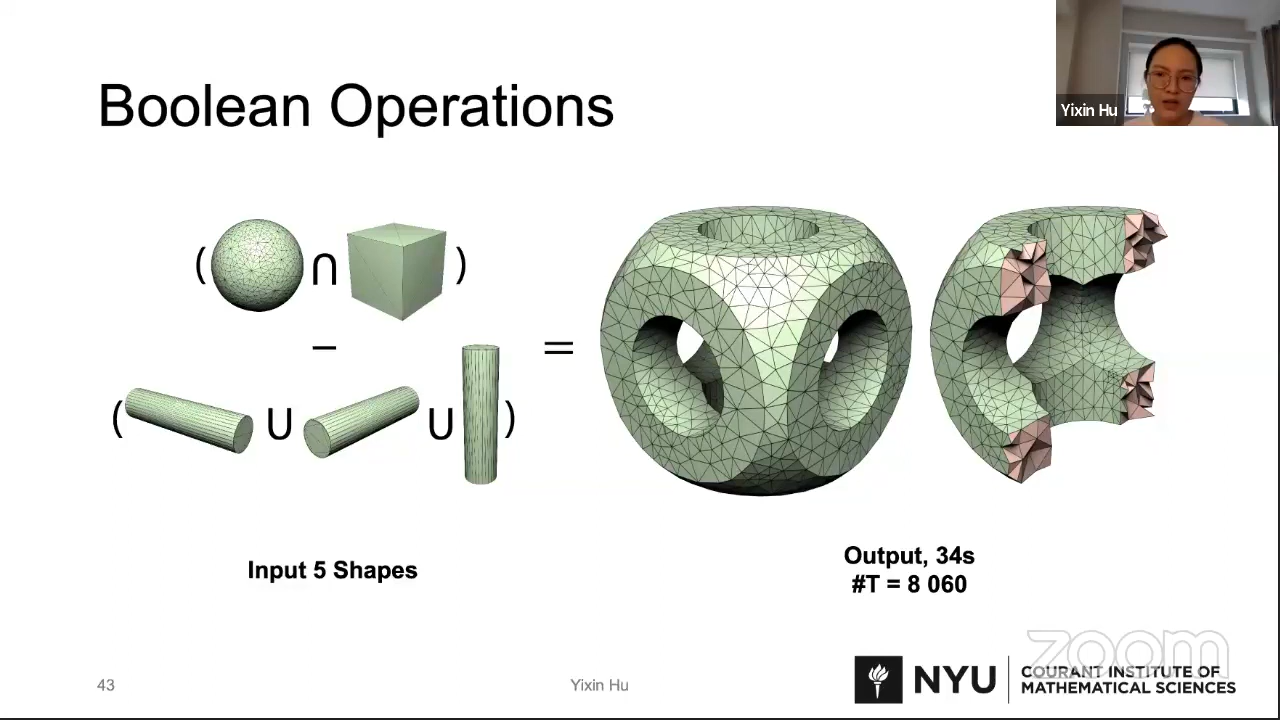 Boolean Operations
Yixin Hu
( ∩ )
−
( ∪ ∪ )
=
Input 5 Shapes
Output, 34s
#T = 8 060
43
Yixin Hu
NYU
COURANT INSTITUTE OF
MATHEMATICAL SCIENCES
zoom